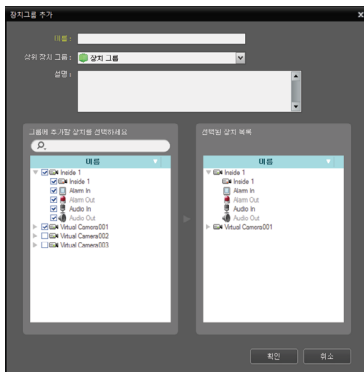 장치그룹 추가
이름 :
상위 장치 그룹 : 장치 그룹
설명 :
그룹에 추가할 장치를 선택하세요
이름
Inside 1
Inside 1
Alarm In
Alarm Out
Audio In
Audio Out
Virtual Camera001
Virtual Camera002
Virtual Camera003
선택된 장치 목록
이름
Inside 1
Inside 1
Alarm In
Alarm Out
Audio In
Audio Out
Virtual Camera001
확인
취소